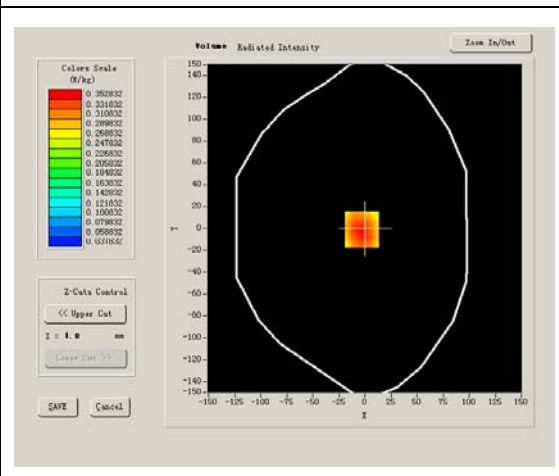 Volume Radiated Intensity
Zoom In/Out
Colors Scale
(W/kg)
0.352832
0.331832
0.310832
0.289832
0.268832
0.247832
0.226832
0.205832
0.184832
0.163832
0.142832
0.121832
0.100832
0.079832
0.058832
0.037832
Z-Cuts Control
<< Upper Cut
Z = 4.0 mm
Lower Cut >>
SAVE
Cancel
150
140
120
100
80
60
40
20
0
-20
-40
-60
-80
-100
-120
-140
-150
Y
-150 -125 -100 -75 -50 -25 0 25 50 75 100 125 150
X